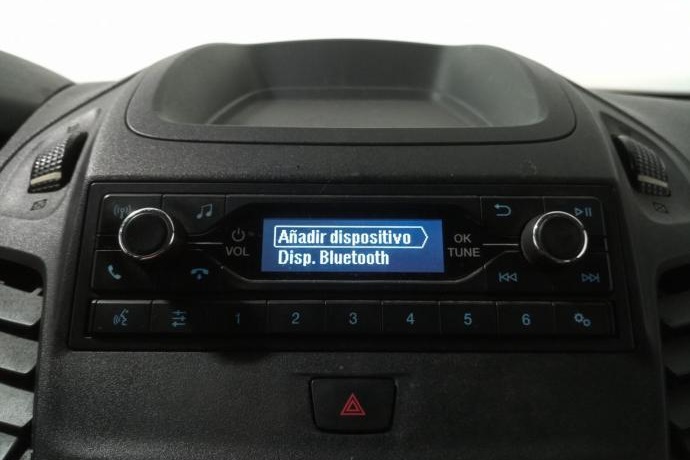 Añadir dispositivo
Disp. Bluetooth
VOL
OK
TUNE
1 2 3 4 5 6